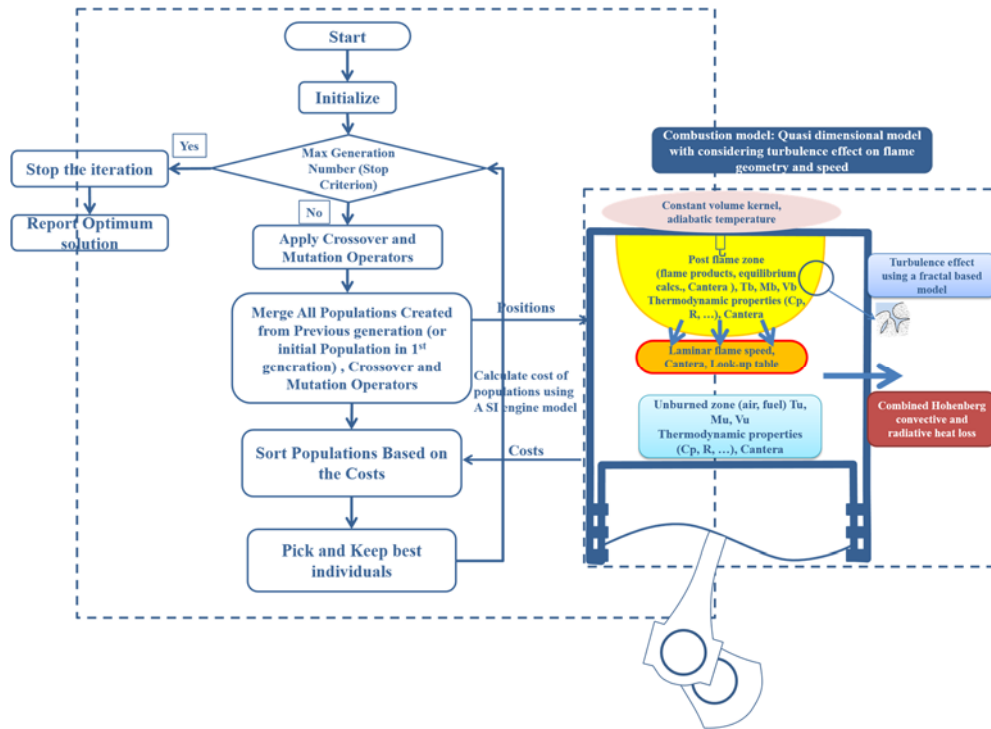 Start
Initialize
Max Generation
Number (Stop
Criterion)
Yes
Stop the iteration
Report Optimum
solution
No
Apply Crossover and
Mutation Operators
Merge All Populations Created
from Previous generation (or
initial Population in 1st
generation) , Crossover and
Mutation Operators
Sort Populations Based on
the Costs
Pick and Keep best
individuals
Positions
Calculate cost of
populations using
A SI engine model
Costs
Combustion model: Quasi dimensional model
with considering turbulence effect on flame
geometry and speed
Constant volume kernel,
adiabatic temperature
Post flame zone
(flame products, equilibrium
calcs., Cantera ), Tb, Mb, Vb
Thermodynamic properties (Cp,
R, ...), Cantera
Laminar flame speed,
Cantera, Look-up table
Unburned zone (air, fuel) Tu,
Mu, Vu
Thermodynamic properties
(Cp, R, ...), Cantera
Turbulence effect
using a fractal based
model
Combined Hohenberg
convective and
radiative heat loss